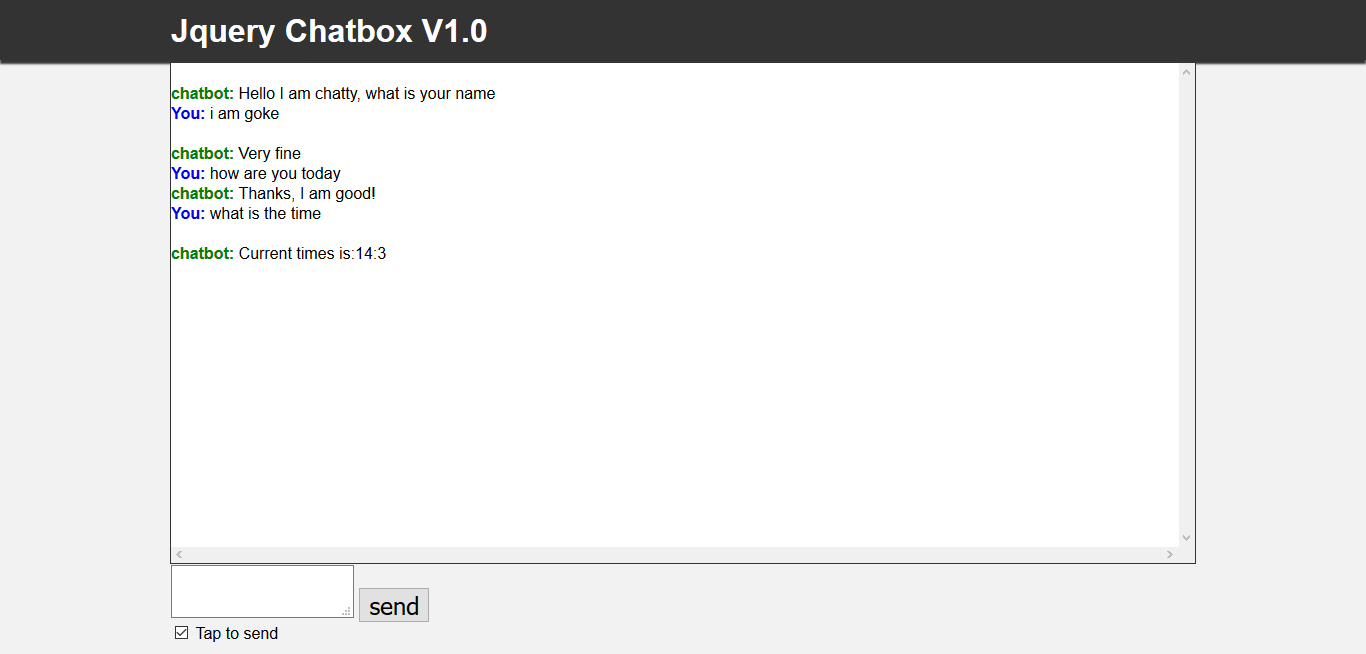 Jquery Chatbox V1.0
chatbot: Hello I am chatty, what is your name
You: i am goke
chatbot: Very fine
You: how are you today
chatbot: Thanks, I am good!
You: what is the time
chatbot: Current times is:14:3
send
Tap to send